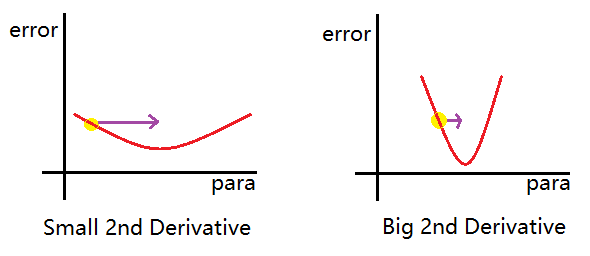 error
para
Small 2nd Derivative
error
para
Big 2nd Derivative